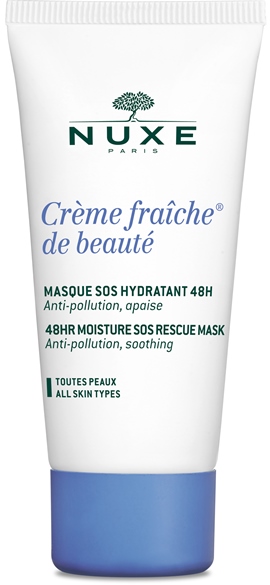 NUXE
PARIS
Crème fraîche®
de beauté
MASQUE SOS HYDRATANT 48H
Anti-pollution, apaise
48HR MOISTURE SOS RESCUE MASK
Anti-pollution, soothing
TOUTES PEAUX
ALL SKIN TYPES